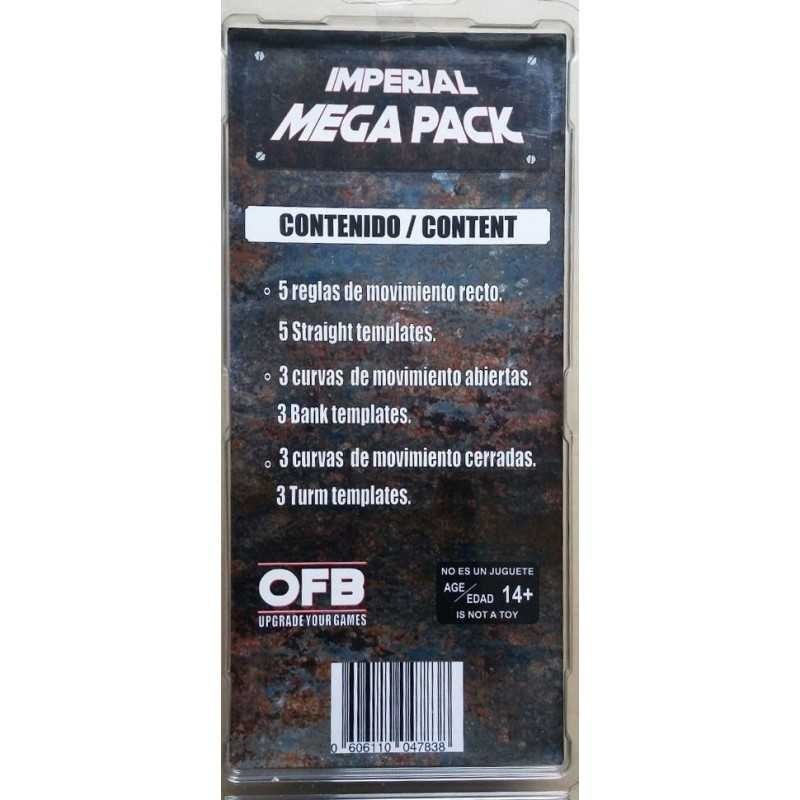 IMPERIAL
MEGA PACK
CONTENIDO / CONTENT
5 reglas de movimiento recto.
5 Straight templates.
3 curvas de movimiento abiertas.
3 Bank templates.
3 curvas de movimiento cerradas.
3 Turm templates.
OFB
UPGRADE YOUR GAMES
NO ES UN JUGUETE
AGE/EDAD 14+
IS NOT A TOY
0 606110 047838